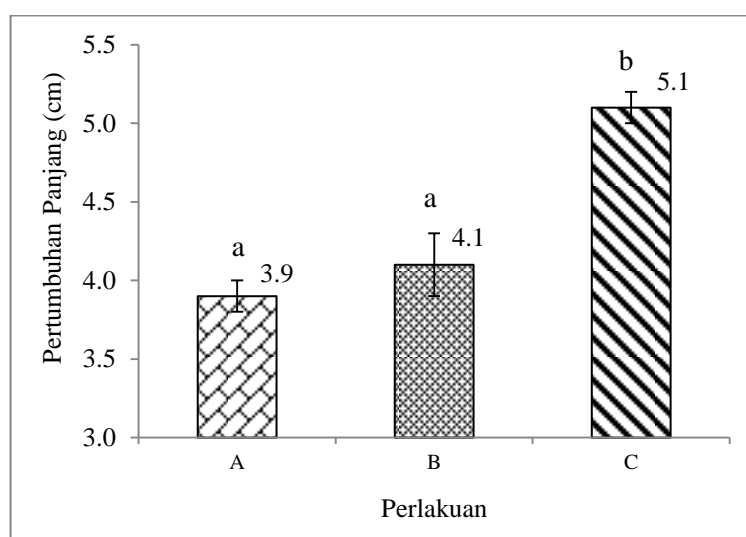 Pertumbuhan Panjang (cm)
5.5
5.0
4.5
4.0
3.5
3.0
a
3.9
a
4.1
b
5.1
A
B
C
Perlakuan